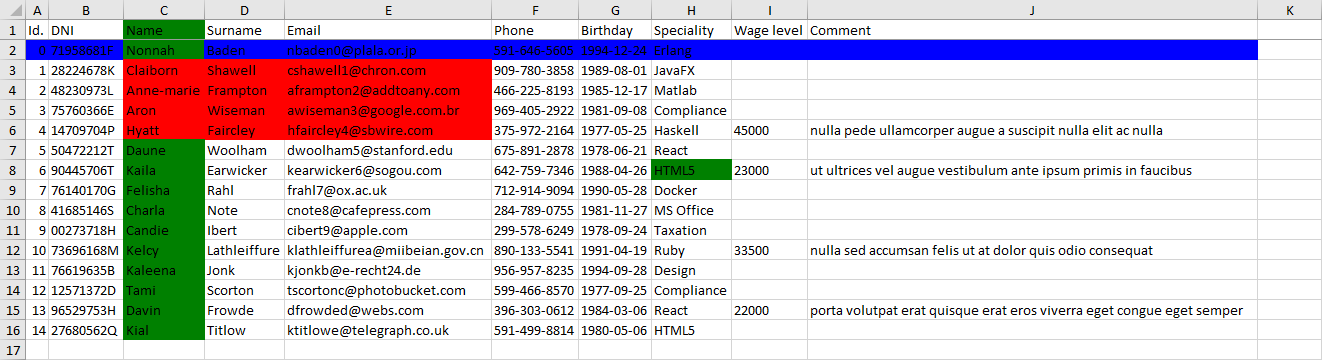 A B C D E F G H I J K
1 Id. DNI Name Surname Email Phone Birthday Speciality Wage level Comment
2 0 71958681F Nonnah Baden nbaden0@plala.or.jp 591-646-5605 1994-12-24 Erlang
3 1 28224678K Claiborn Shawell cshawell1@chron.com 909-780-3858 1989-08-01 JavaFX
4 2 48230973L Anne-marie Frampton aframpton2@addtoany.com 466-225-8193 1985-12-17 Matlab
5 3 75760366E Aron Wiseman awiseman3@google.com.br 969-405-2922 1981-09-08 Compliance
6 4 14709704P Hyatt Faircley hfaircley4@sbwire.com 375-972-2164 1977-05-25 Haskell 45000 nulla pede ullamcorper augue a suscipit nulla elit ac nulla
7 5 50472212T Daune Woolham dwoolham5@stanford.edu 675-891-2878 1978-06-21 React
8 6 90445706T Kaila Earwicker kearwicker6@sogou.com 642-759-7346 1988-04-26 HTML5 23000 ut ultrices vel augue vestibulum ante ipsum primis in faucibus
9 7 76140170G Felisha Rahl frahl7@ox.ac.uk 712-914-9094 1990-05-28 Docker
10 8 41685146S Charla Note cnote8@cafepress.com 284-789-0755 1981-11-27 MS Office
11 9 00273718H Candie Ibert cibert9@apple.com 299-578-6249 1978-09-24 Taxation
12 10 73696168M Kelcy Lathleiffure klathleiffurea@miibeian.gov.cn 890-133-5541 1991-04-19 Ruby 33500 nulla sed accumsan felis ut at dolor quis odio consequat
13 11 76619635B Kaleena Jonk kjonkb@e-recht24.de 956-957-8235 1994-09-28 Design
14 12 12571372D Tami Scorton tscortonc@photobucket.com 599-466-8570 1977-09-25 Compliance
15 13 96529753H Davin Frowde dfrowded@webs.com 396-303-0612 1984-03-06 React 22000 porta volutpat erat quisque erat eros viverra eget congue eget semper
16 14 27680562Q Kial Titlow ktitlowe@telegraph.co.uk 591-499-8814 1980-05-06 HTML5
17